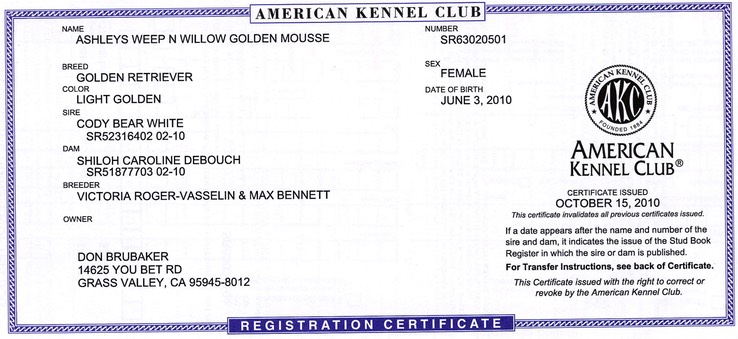 AMERICAN KENNEL CLUB
NAME
ASHLEYS WEEP N WILLOW GOLDEN MOUSSE
NUMBER
SR63020501
BREED
GOLDEN RETRIEVER
SEX
FEMALE
COLOR
LIGHT GOLDEN
DATE OF BIRTH
JUNE 3, 2010
SIRE
CODY BEAR WHITE
SR52316402 02-10
DAM
SHILOH CAROLINE DEBOUCH
SR51877703 02-10
BREEDER
VICTORIA ROGER-VASSELIN & MAX BENNETT
OWNER
DON BRUBAKER
14625 YOU BET RD
GRASS VALLEY, CA 95945-8012
AMERICAN KENNEL CLUB
AKC
FOUNDED 1884
AMERICAN
KENNEL CLUB®
CERTIFICATE ISSUED
OCTOBER 15, 2010
This certificate invalidates all previous certificates issued.
If a date appears after the name and number of the
sire and dam, it indicates the issue of the Stud Book
Register in which the sire or dam is published.
For Transfer Instructions, see back of Certificate.
This Certificate issued with the right to correct or
revoke by the American Kennel Club.
REGISTRATION CERTIFICATE